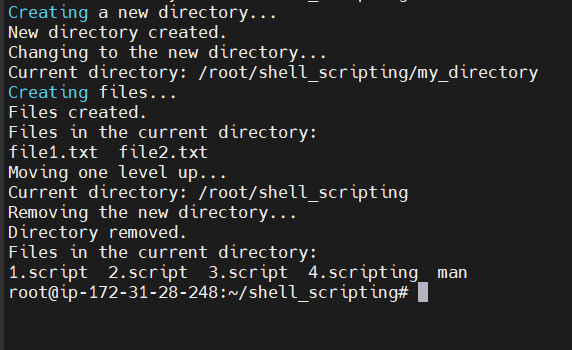 Creating a new directory...
New directory created.
Changing to the new directory...
Current directory: /root/shell_scripting/my_directory
Creating files...
Files created.
Files in the current directory:
file1.txt  file2.txt
Moving one level up...
Current directory: /root/shell_scripting
Removing the new directory...
Directory removed.
Files in the current directory:
1.script  2.script  3.script  4.scripting  man
root@ip-172-31-28-248:~/shell_scripting#